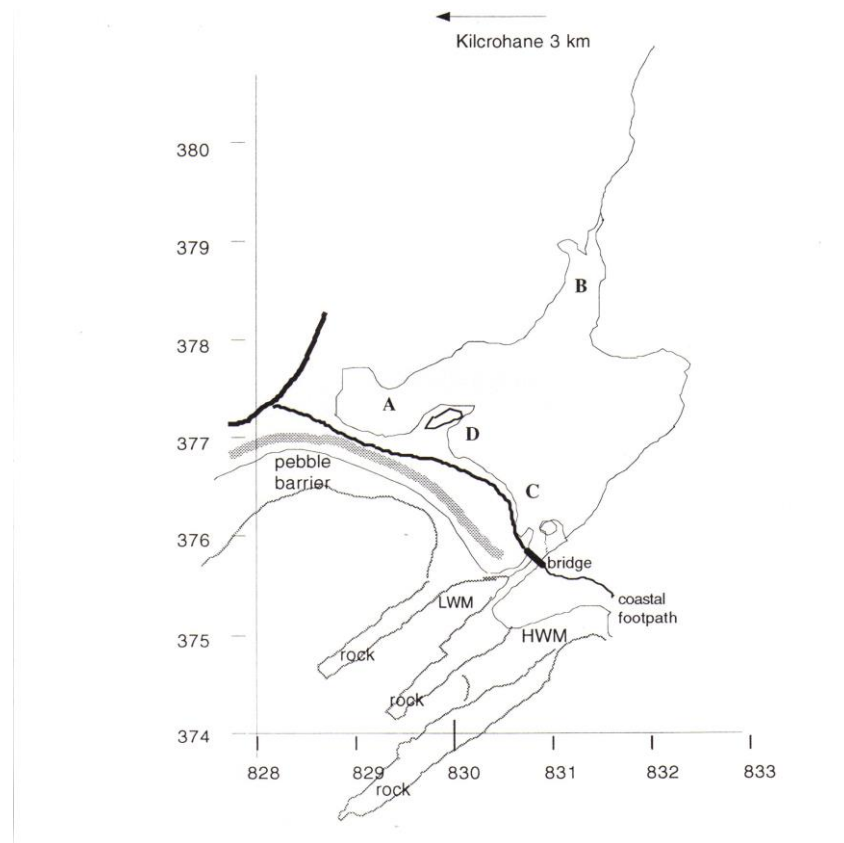 Kilcrohane 3 km
380
379
B
378
A
377
D
pebble
barrier
C
376
bridge
coastal
footpath
LWM
HWM
375
rock
rock
374
828
829
830
831
832
833
rock